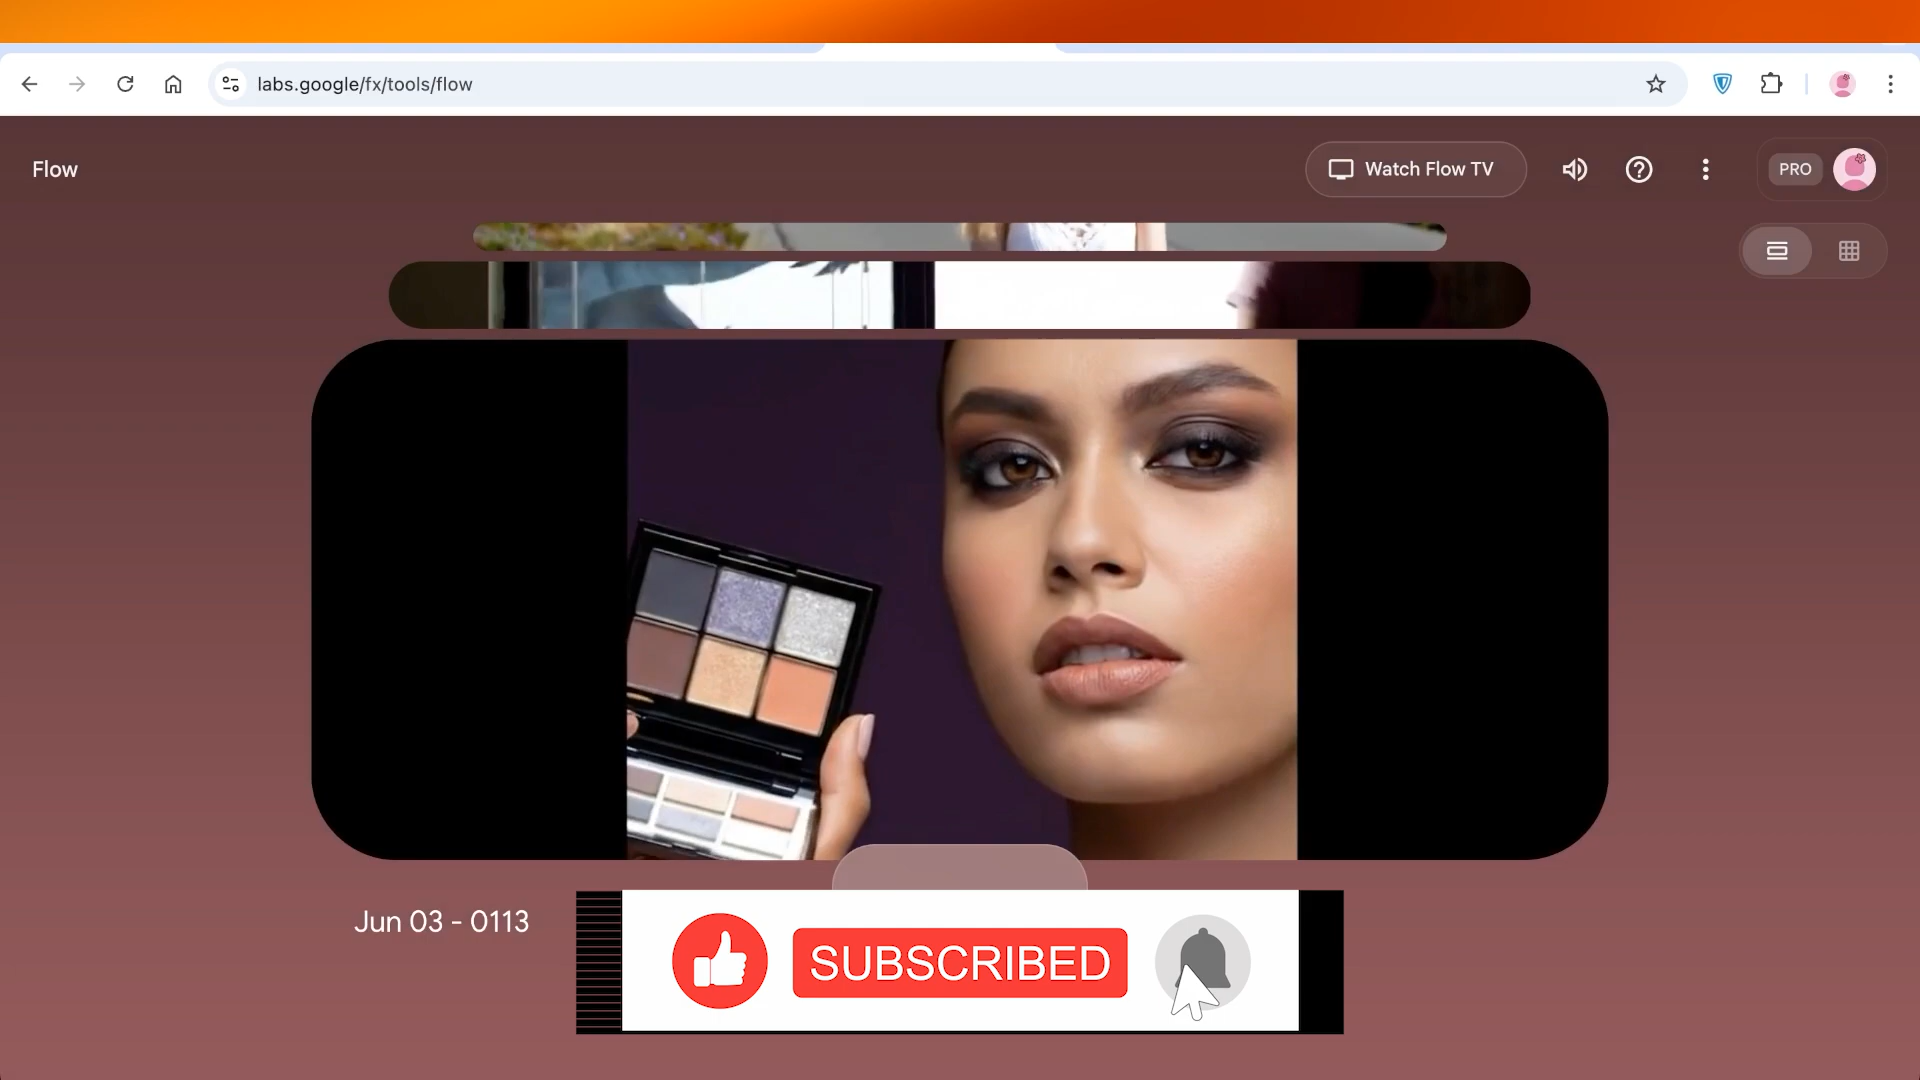 labs.google/fx/tools/flow
Flow
Watch Flow TV
PRO
Jun 03 - 0113
SUBSCRIBED